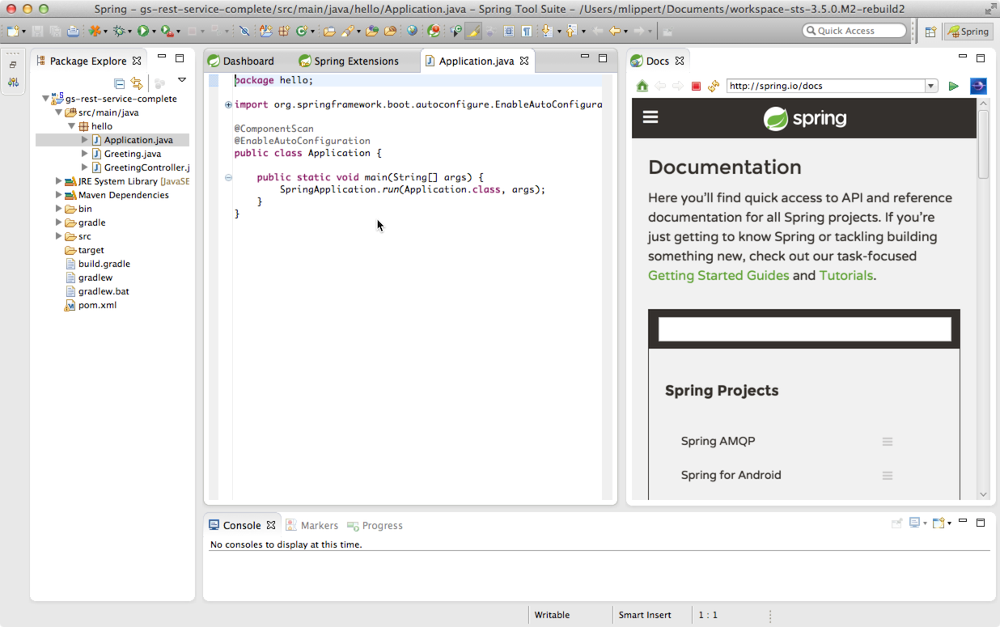 Spring – gs-rest-service-complete/src/main/java/hello/Application.java – Spring Tool Suite – /Users/mlippert/Documents/workspace-sts-3.5.0.M2-rebuild2
Quick Access
Spring
Package Explore
gs-rest-service-complete
src/main/java
hello
Application.java
Greeting.java
GreetingController.j
JRE System Library [JavaSE
Maven Dependencies
bin
gradle
src
target
build.gradle
gradlew
gradlew.bat
pom.xml
Dashboard
Spring Extensions
Application.java
package hello;
import org.springframework.boot.autoconfigure.EnableAutoConfigura
@ComponentScan
@EnableAutoConfiguration
public class Application {
public static void main(String[] args) {
SpringApplication.run(Application.class, args);
}
}
Docs
http://spring.io/docs
spring
Documentation
Here you'll find quick access to API and reference
documentation for all Spring projects. If you're
just getting to know Spring or tackling building
something new, check out our task-focused
Getting Started Guides and Tutorials.
Spring Projects
Spring AMQP
Spring for Android
Console
Markers
Progress
No consoles to display at this time.
Writable
Smart Insert
1 : 1